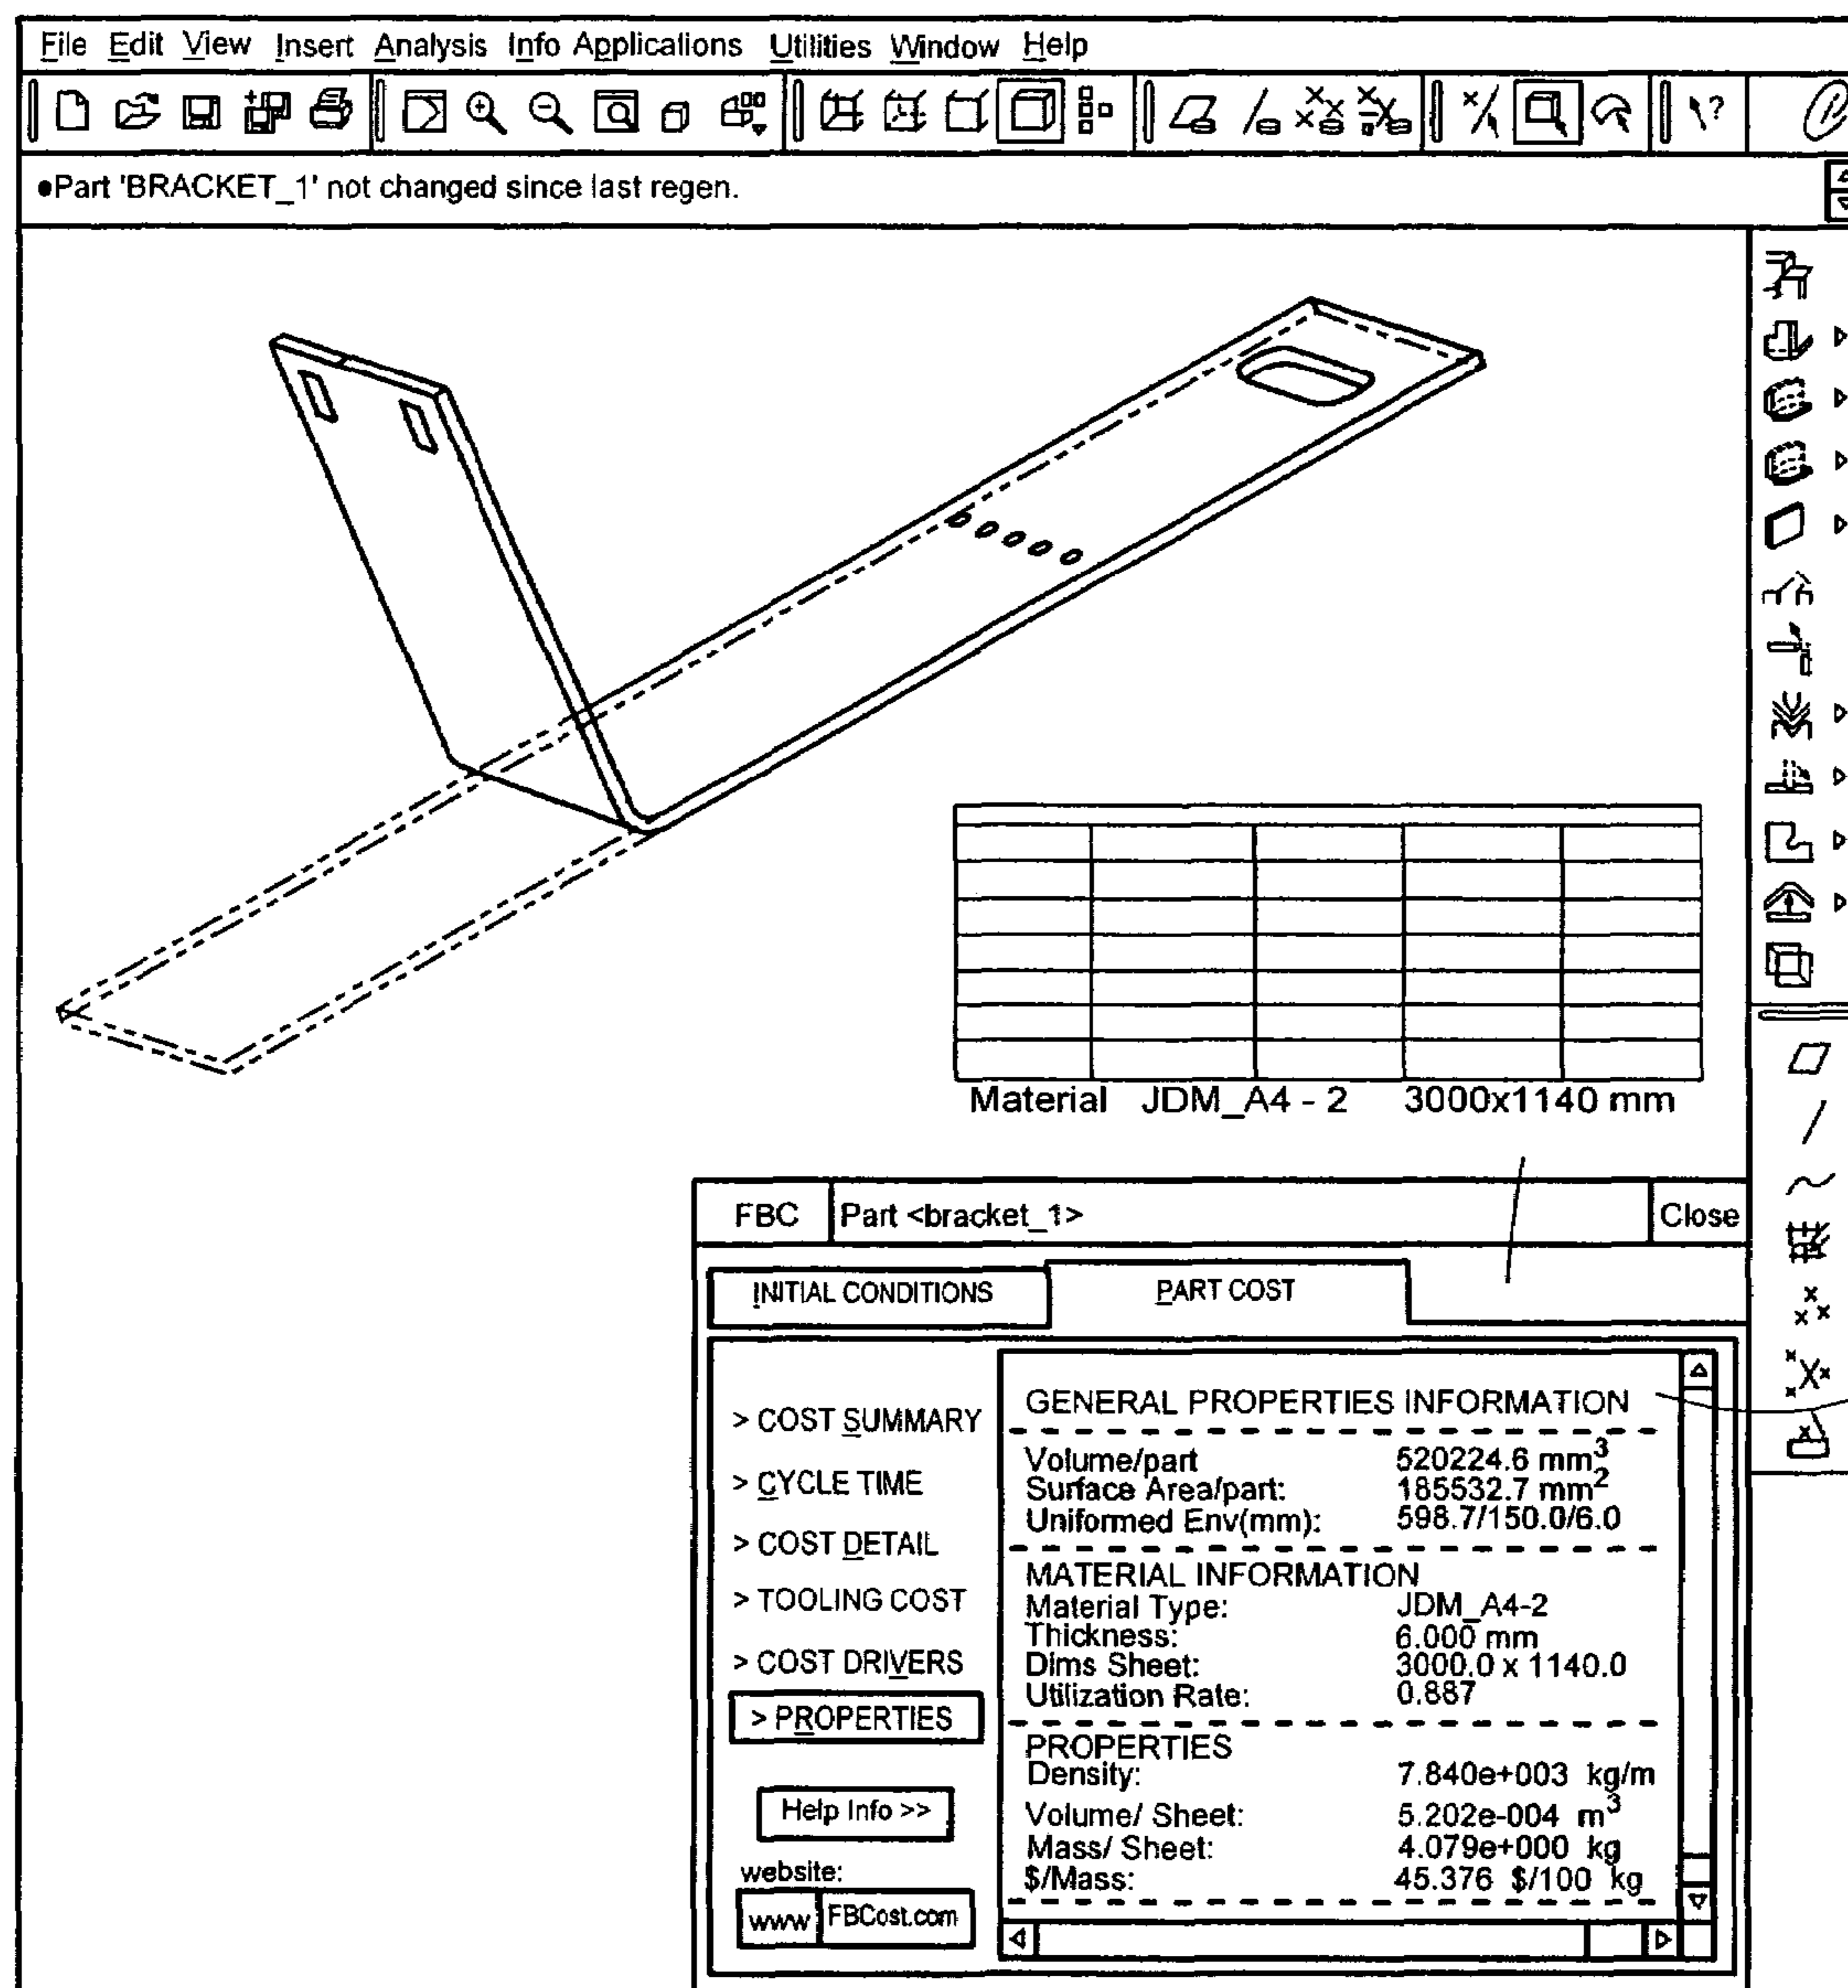 File Edit View Insert Analysis Info Applications Utilities Window Help
?
●Part 'BRACKET_1' not changed since last regen.
Material JDM_A4 - 2 3000x1140 mm
FBC Part <bracket_1> Close
INITIAL CONDITIONS PART COST
> COST SUMMARY
> CYCLE TIME
> COST DETAIL
> TOOLING COST
> COST DRIVERS
> PROPERTIES
Help Info >>
website:
www FBCost.com
GENERAL PROPERTIES INFORMATION
Volume/part 520224.6 mm³
Surface Area/part: 185532.7 mm²
Uniformed Env(mm): 598.7/150.0/6.0
MATERIAL INFORMATION
Material Type: JDM_A4-2
Thickness: 6.000 mm
Dims Sheet: 3000.0 x 1140.0
Utilization Rate: 0.887
PROPERTIES
Density: 7.840e+003 kg/m
Volume/ Sheet: 5.202e-004 m³
Mass/ Sheet: 4.079e+000 kg
$/Mass: 45.376 $/100 kg